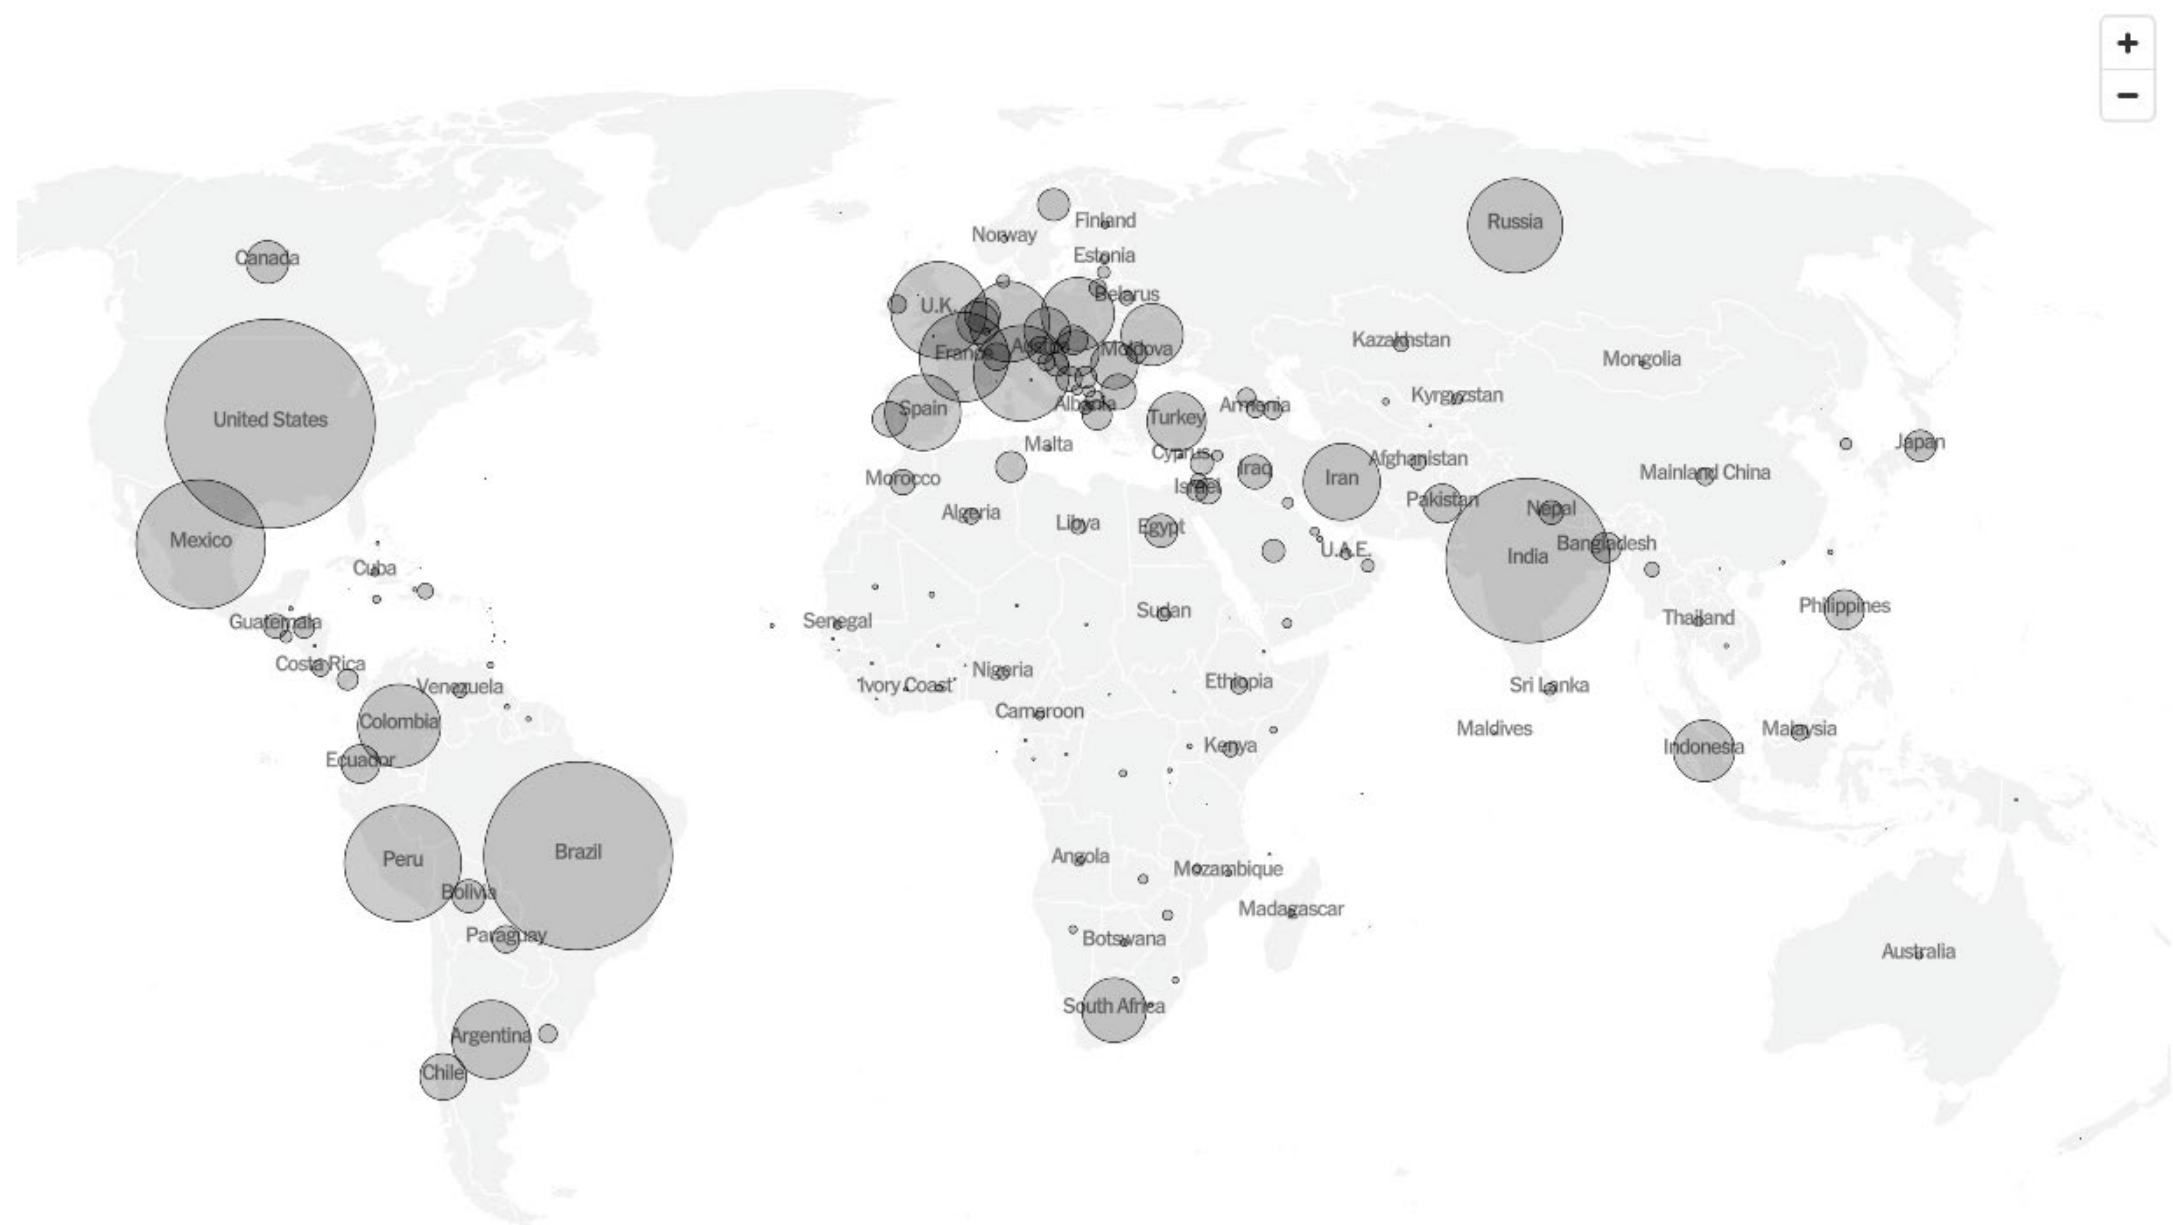 +
−
Finland
Russia
Norway
Estonia
Canada
Belarus
U.K.
Kazakhstan
France
Austria
Moldova
Mongolia
Kyrgyzstan
United States
Spain
Albania
Turkey
Armenia
Malta
Cyprus
Afghanistan
Japan
Iraq
Mainland China
Morocco
Iran
Israel
Pakistan
Algeria
Nepal
Libya
Egypt
Mexico
Bangladesh
U.A.E.
India
Cuba
Guatemala
Senegal
Sudan
Thailand
Philippines
Costa Rica
Nigeria
Venezuela
Ivory Coast
Ethiopia
Sri Lanka
Cameroon
Colombia
Maldives
Malaysia
Ecuador
Kenya
Indonesia
Peru
Brazil
Angola
Mozambique
Bolivia
Madagascar
Paraguay
Botswana
Australia
South Africa
Argentina
Chile